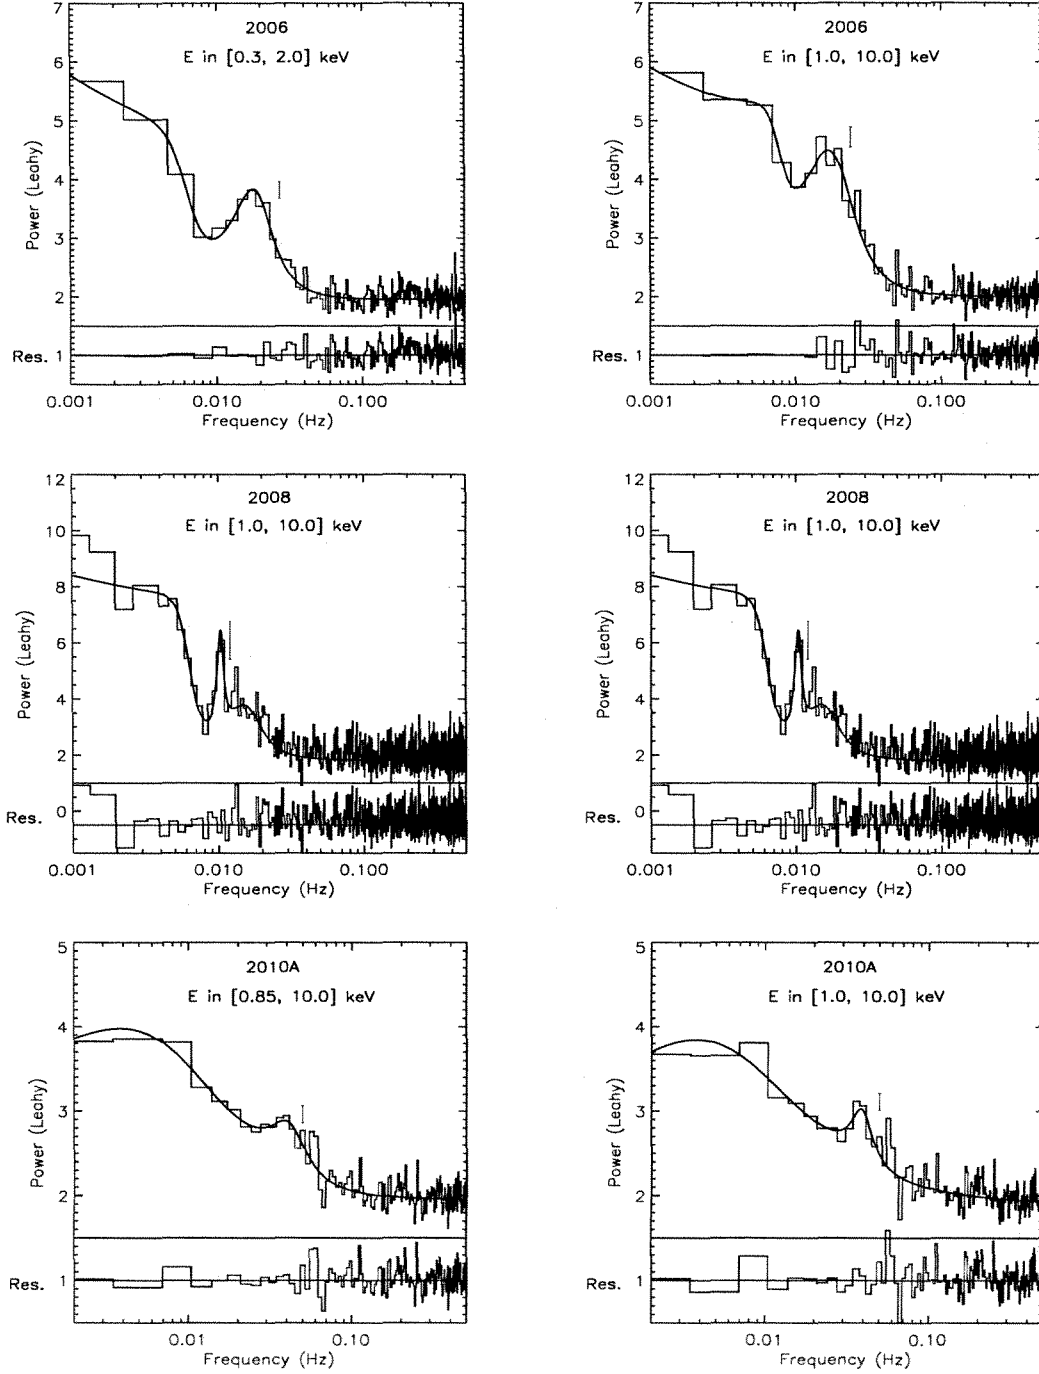 2006
E in [0.3, 2.0] keV
7
6
5
4
3
2
Power (Leahy)
Res. 1
0.001 0.010 0.100
Frequency (Hz)
2006
E in [1.0, 10.0] keV
7
6
5
4
3
2
Power (Leahy)
Res. 1
0.001 0.010 0.100
Frequency (Hz)
2008
E in [1.0, 10.0] keV
12
10
8
6
4
2
0
Power (Leahy)
Res.
0.001 0.010 0.100
Frequency (Hz)
2008
E in [1.0, 10.0] keV
12
10
8
6
4
2
0
Power (Leahy)
Res.
0.001 0.010 0.100
Frequency (Hz)
2010A
E in [0.85, 10.0] keV
5
4
3
2
Power (Leahy)
Res. 1
0.01 0.10
Frequency (Hz)
2010A
E in [1.0, 10.0] keV
5
4
3
2
Power (Leahy)
Res. 1
0.01 0.10
Frequency (Hz)